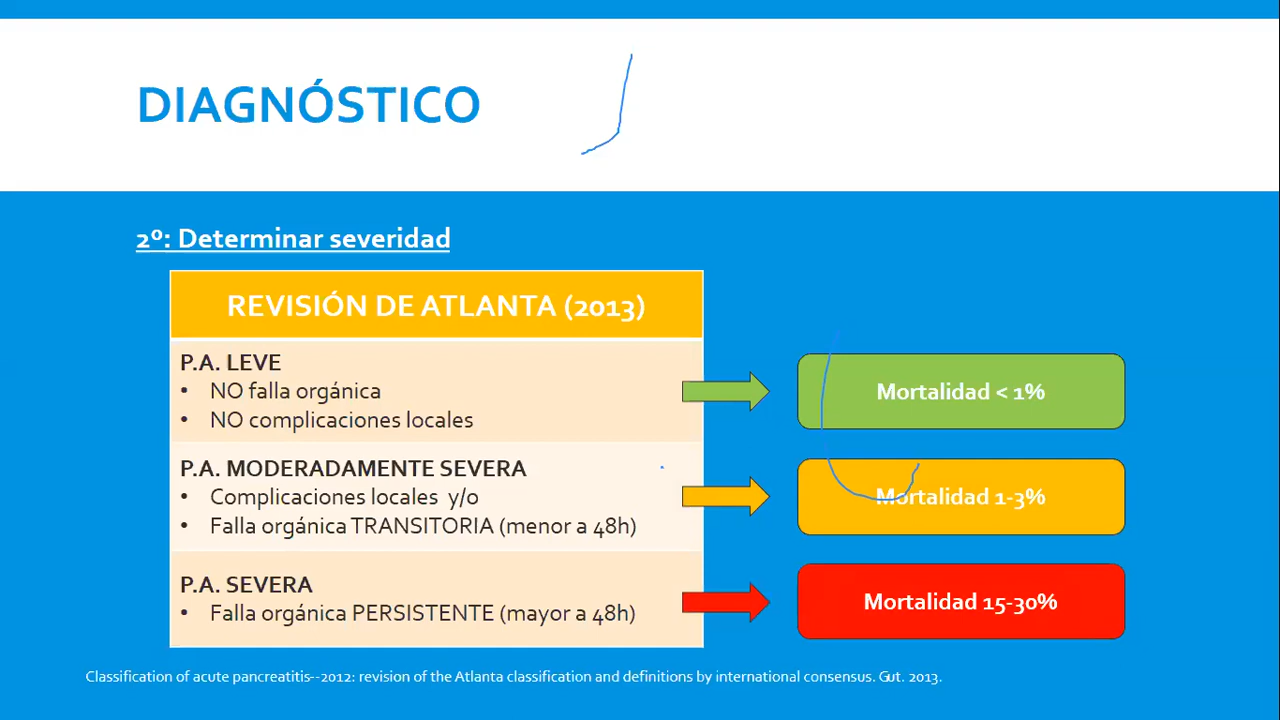 DIAGNÓSTICO
2º: Determinar severidad
REVISIÓN DE ATLANTA (2013)
P.A. LEVE
• NO falla orgánica
• NO complicaciones locales
Mortalidad < 1%
P.A. MODERADAMENTE SEVERA
• Complicaciones locales y/o
• Falla orgánica TRANSITORIA (menor a 48h)
Mortalidad 1-3%
P.A. SEVERA
• Falla orgánica PERSISTENTE (mayor a 48h)
Mortalidad 15-30%
Classification of acute pancreatitis--2012: revision of the Atlanta classification and definitions by international consensus. Gut. 2013.